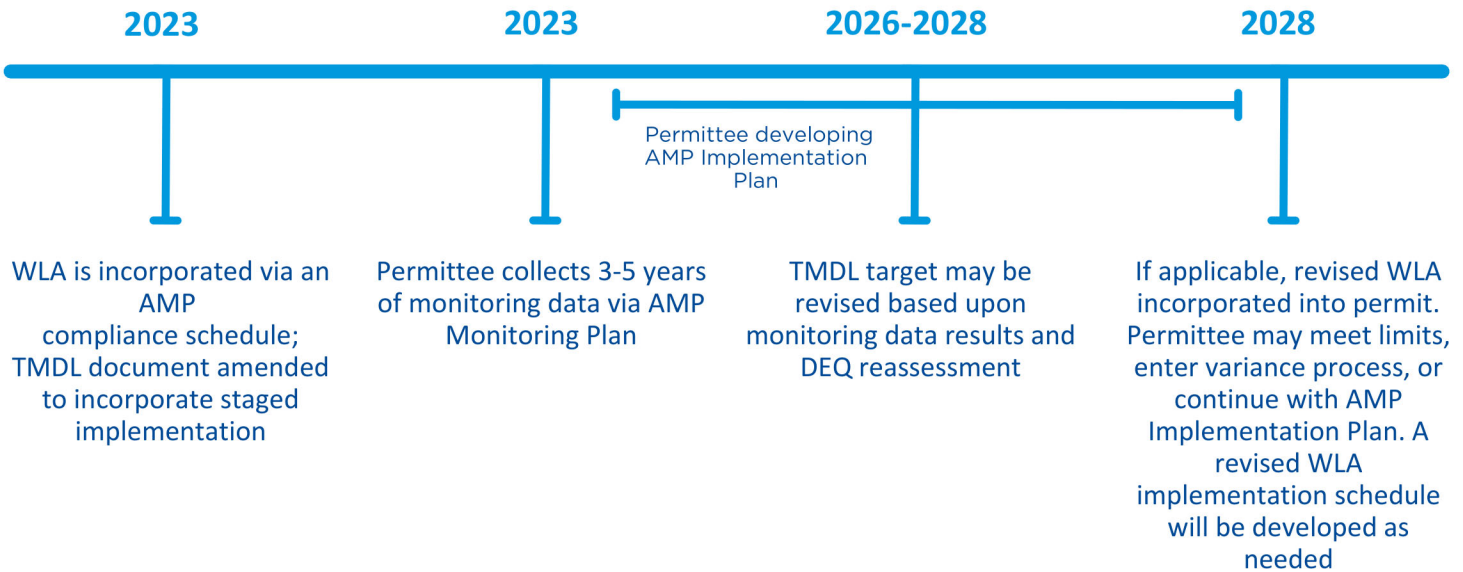 2023
2023
2026-2028
2028
Permittee developing
AMP Implementation
Plan
WLA is incorporated via an
AMP
compliance schedule;
TMDL document amended
to incorporate staged
implementation
Permittee collects 3-5 years
of monitoring data via AMP
Monitoring Plan
TMDL target may be
revised based upon
monitoring data results and
DEQ reassessment
If applicable, revised WLA
incorporated into permit.
Permittee may meet limits,
enter variance process, or
continue with AMP
Implementation Plan. A
revised WLA
implementation schedule
will be developed as
needed